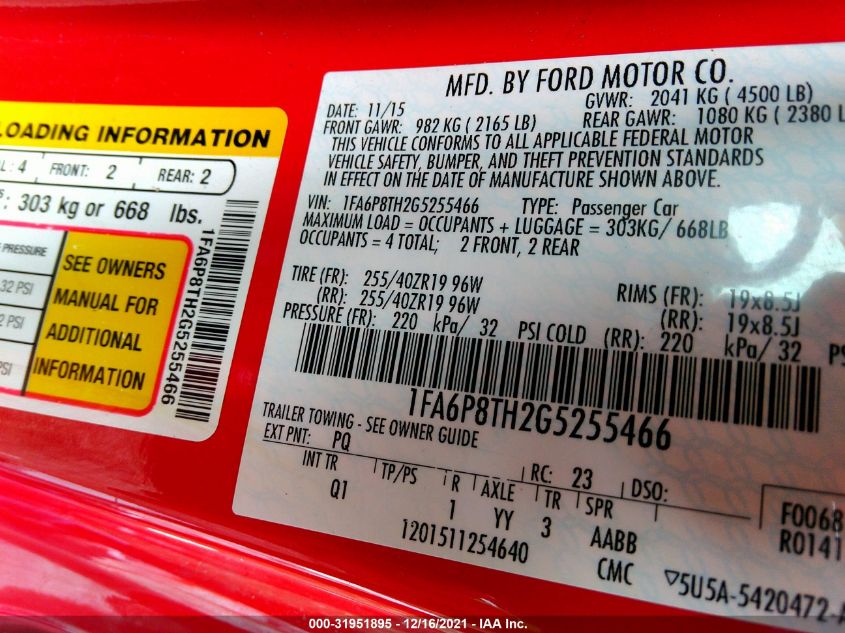 LOADING INFORMATION
: 4 FRONT: 2 REAR: 2
: 303 kg or 668 lbs.
PRESSURE
32 PSI
PSI
SEE OWNERS
MANUAL FOR
ADDITIONAL
INFORMATION
1FA6P8TH2G5255466
MFD. BY FORD MOTOR CO.
DATE: 11/15 GVWR: 2041 KG ( 4500 LB)
FRONT GAWR: 982 KG ( 2165 LB) REAR GAWR: 1080 KG ( 2380 L
THIS VEHICLE CONFORMS TO ALL APPLICABLE FEDERAL MOTOR
VEHICLE SAFETY, BUMPER, AND THEFT PREVENTION STANDARDS
IN EFFECT ON THE DATE OF MANUFACTURE SHOWN ABOVE.
VIN: 1FA6P8TH2G5255466 TYPE: Passenger Car
MAXIMUM LOAD = OCCUPANTS + LUGGAGE = 303KG/ 668LB
OCCUPANTS = 4 TOTAL; 2 FRONT, 2 REAR
TIRE (FR): 255/40ZR19 96W RIMS (FR): 19x8.5J
(RR): 255/40ZR19 96W (RR): 19x8.5J
PRESSURE (FR): 220 kPa/ 32 PSI COLD (RR): 220 kPa/ 32 PS
1FA6P8TH2G5255466
TRAILER TOWING - SEE OWNER GUIDE
EXT PNT: PQ RC: 23 DSO:
INT TR TP/PS R AXLE TR SPR
Q1 1 YY 3 AABB
F0068
R0141
1201511254640 CMC
5U5A-5420472-A
000-31951895 - 12/16/2021 - IAA Inc.